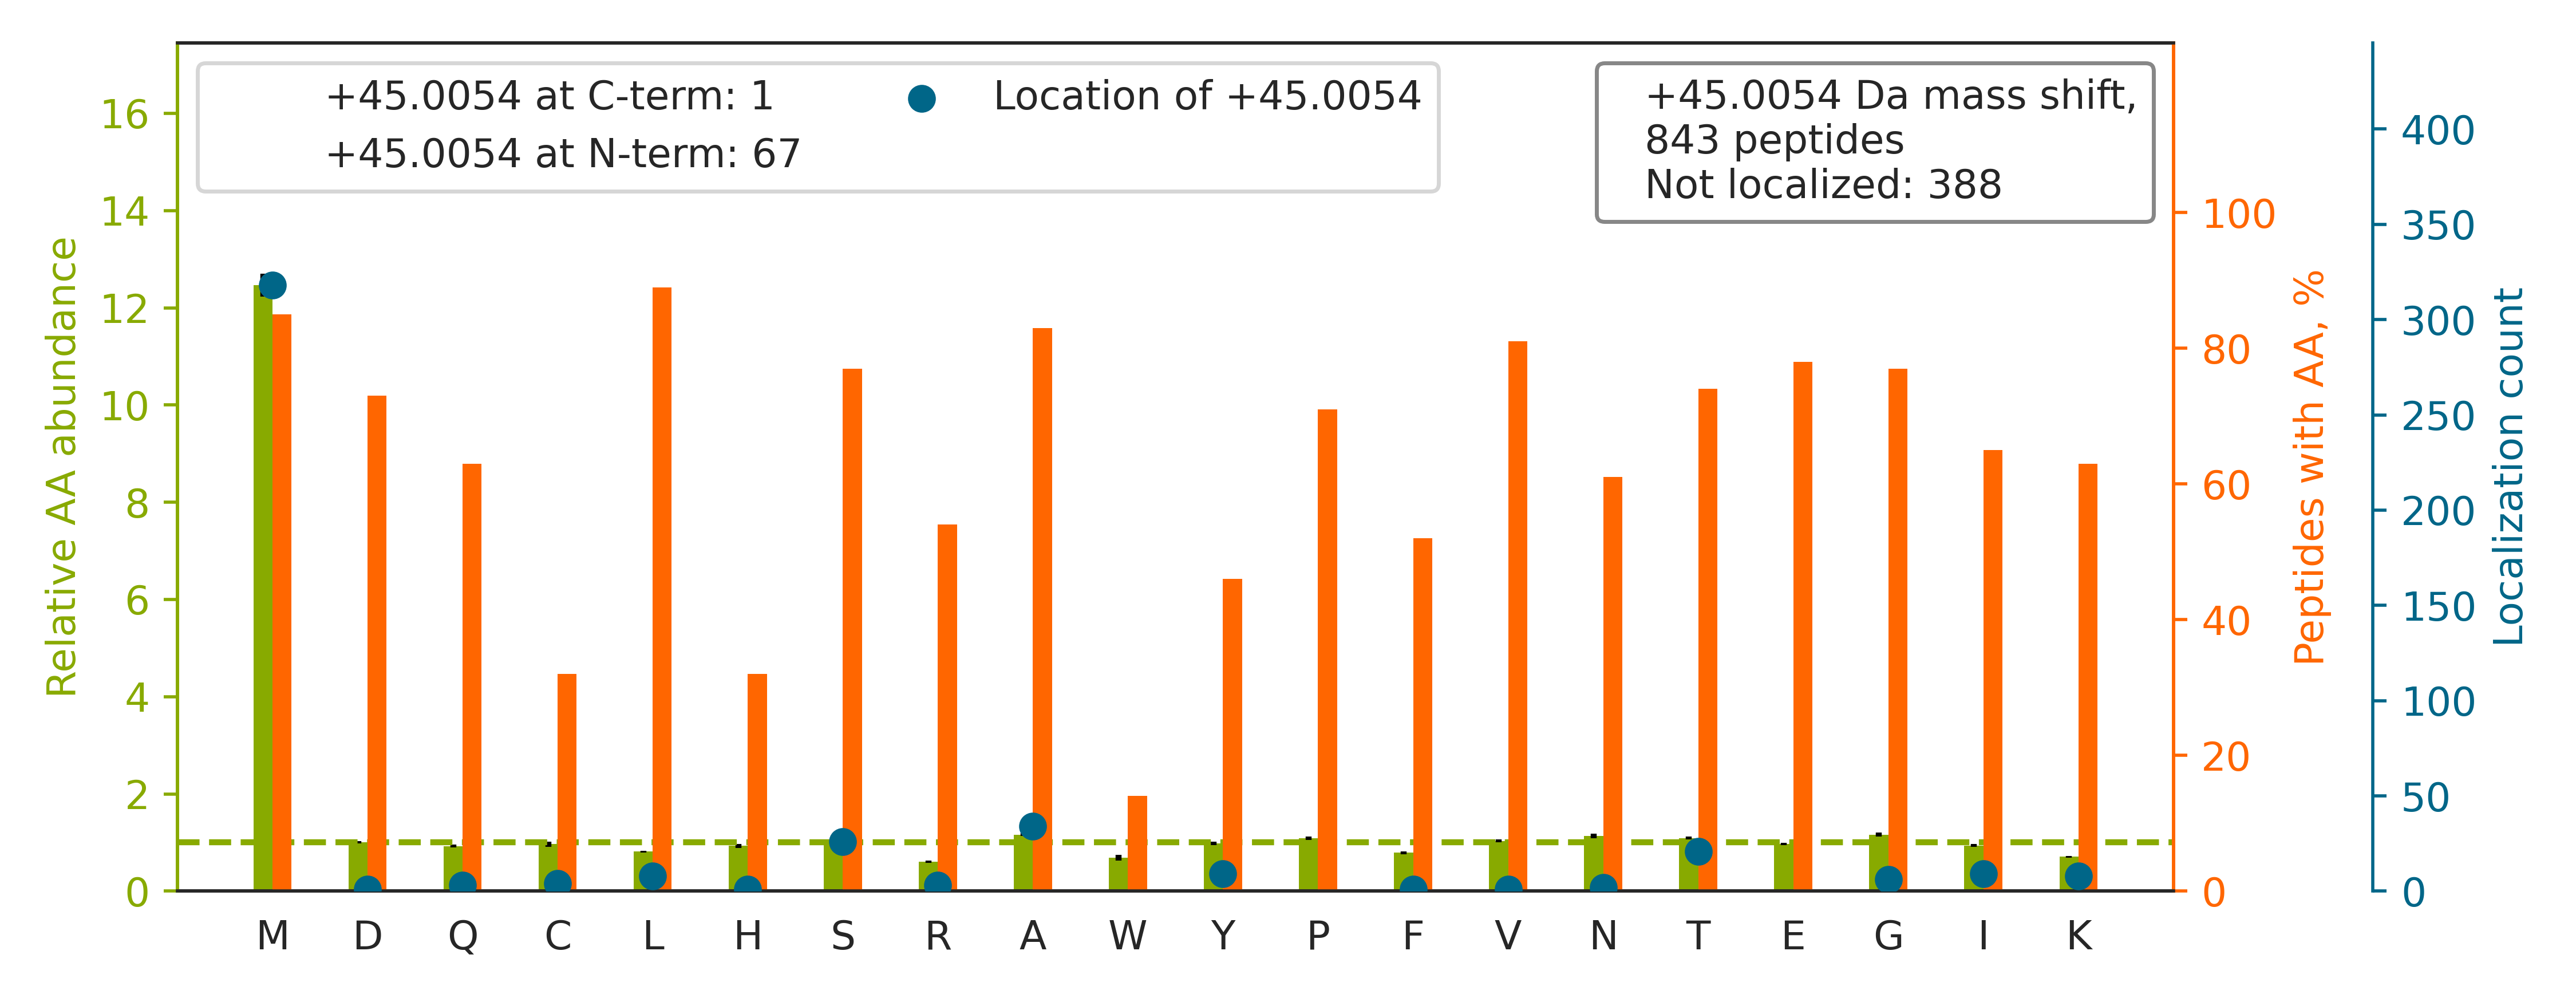 +45.0054 at C-term: 1
+45.0054 at N-term: 67
Location of +45.0054
+45.0054 Da mass shift,
843 peptides
Not localized: 388
Relative AA abundance
16
14
12
10
8
6
4
2
0
M D Q C L H S R A W Y P F V N T E G I K
100
80
60
40
20
0
Peptides with AA, %
400
350
300
250
200
150
100
50
0
Localization count